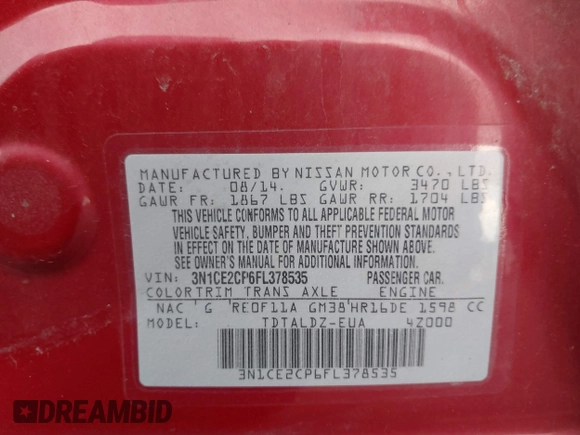 MANUFACTURED BY NISSAN MOTOR CO., LTD.
DATE: 08/14. GVWR: 3470 LBS
GAWR FR: 1867 LBS GAWR RR: 1704 LBS
THIS VEHICLE CONFORMS TO ALL APPLICABLE FEDERAL MOTOR
VEHICLE SAFETY, BUMPER AND THEFT PREVENTION STANDARDS
IN EFFECT ON THE DATE OF MANUFACTURE SHOWN ABOVE.
SEE OWNER'S MANUAL FOR ADDITIONAL INFORMATION.
VIN: 3N1CE2CP6FL378535 PASSENGER CAR.
COLOR TRIM TRANS AXLE ENGINE
NAC G RE0F11A GM38 HR16DE 1598 CC
MODEL: TDTALDZ-EUA 4Z000
3N1CE2CP6FL378535
DREAMBID